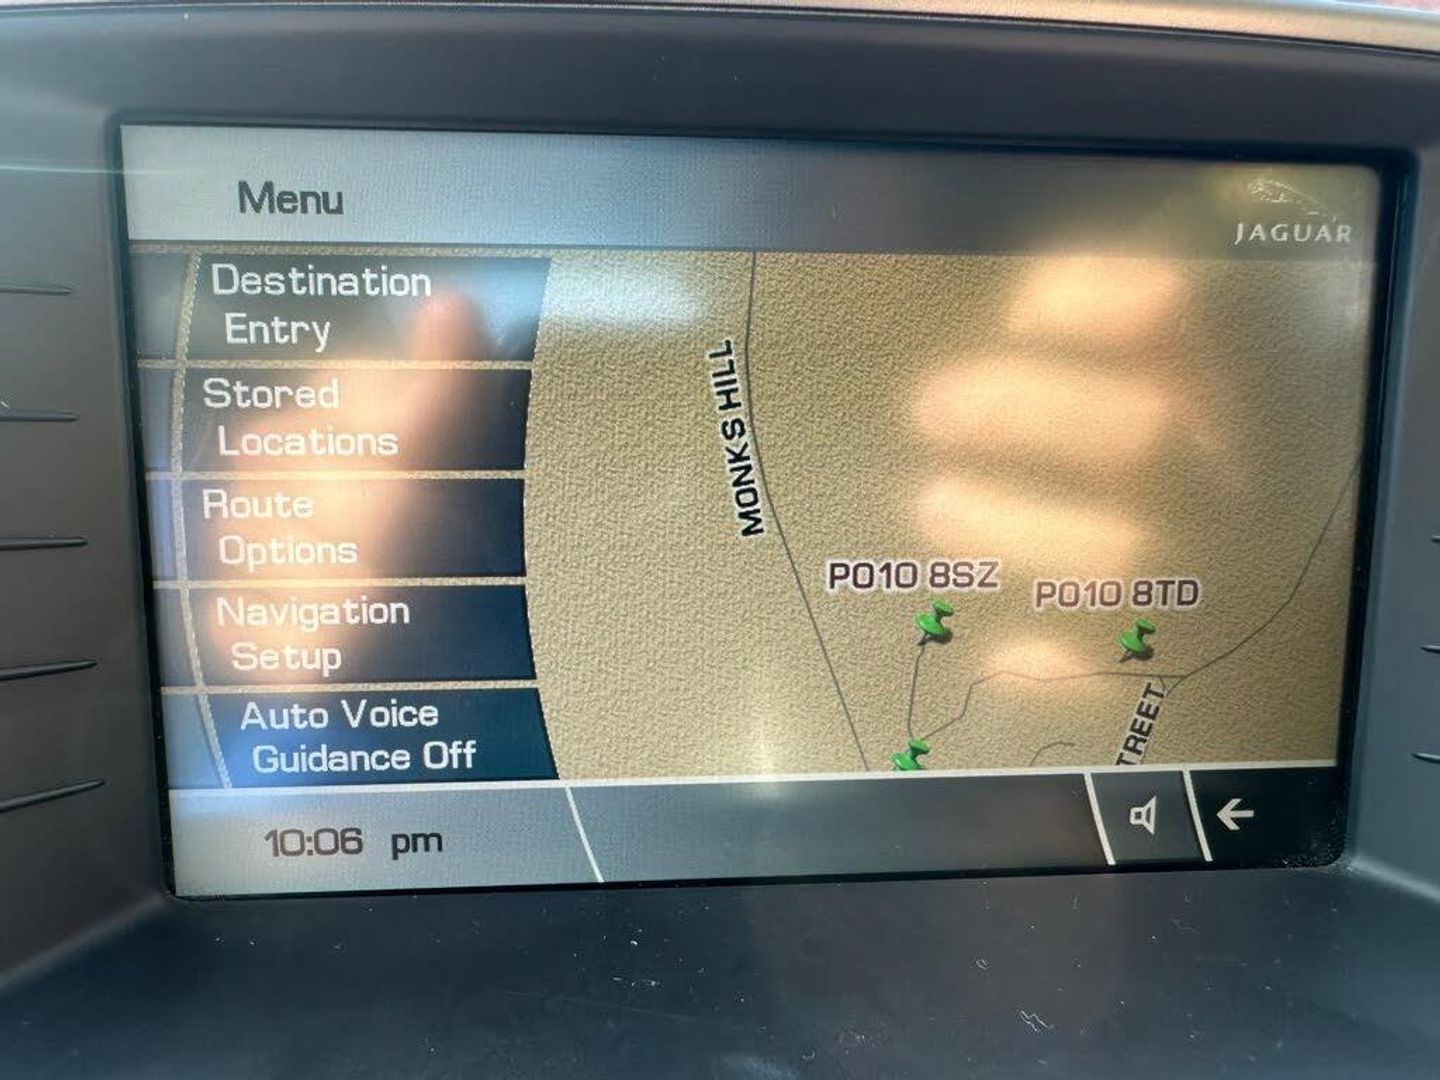 Menu
JAGUAR
Destination
Entry
Stored
Locations
Route
Options
Navigation
Setup
Auto Voice
Guidance Off
MONKS HILL
PO10 8SZ
PO10 8TD
TREET
10:06 pm